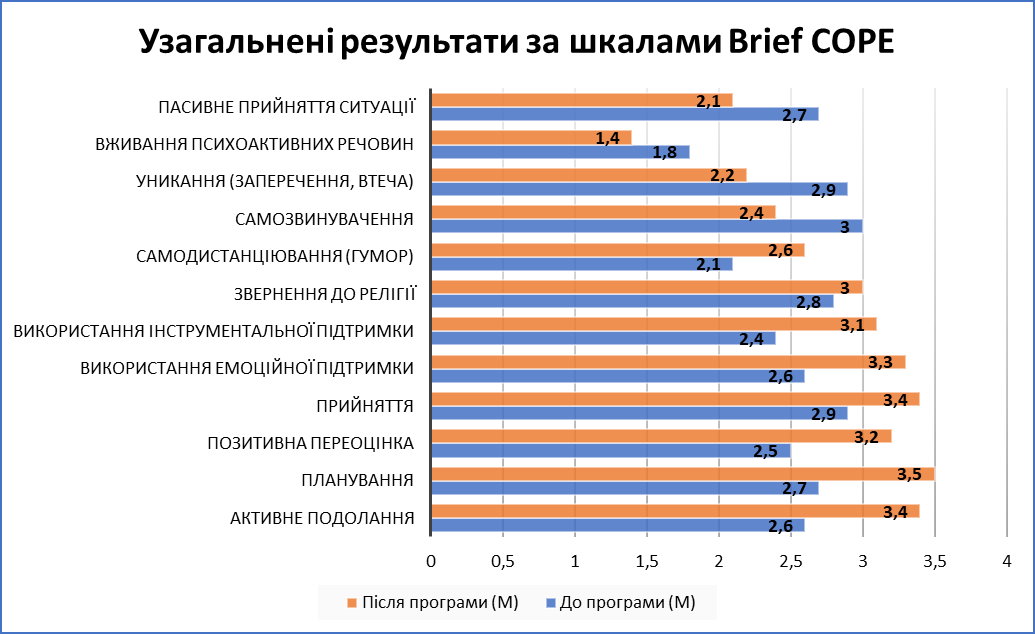 Узагальнені результати за шкалами Brief COPE
ПАСИВНЕ ПРИЙНЯТТЯ СИТУАЦІЇ
2,1
2,7
ВЖИВАННЯ ПСИХОАКТИВНИХ РЕЧОВИН
1,4
1,8
УНИКАННЯ (ЗАПЕРЕЧЕННЯ, ВТЕЧА)
2,2
2,9
САМОЗВИНУВАЧЕННЯ
2,4
3
САМОДИСТАНЦІЮВАННЯ (ГУМОР)
2,6
2,1
ЗВЕРНЕННЯ ДО РЕЛІГІЇ
3
2,8
ВИКОРИСТАННЯ ІНСТРУМЕНТАЛЬНОЇ ПІДТРИМКИ
3,1
2,4
ВИКОРИСТАННЯ ЕМОЦІЙНОЇ ПІДТРИМКИ
3,3
2,6
ПРИЙНЯТТЯ
3,4
2,9
ПОЗИТИВНА ПЕРЕОЦІНКА
3,2
2,5
ПЛАНУВАННЯ
3,5
2,7
АКТИВНЕ ПОДОЛАННЯ
3,4
2,6
0 0,5 1 1,5 2 2,5 3 3,5 4
Після програми (М) До програми (М)